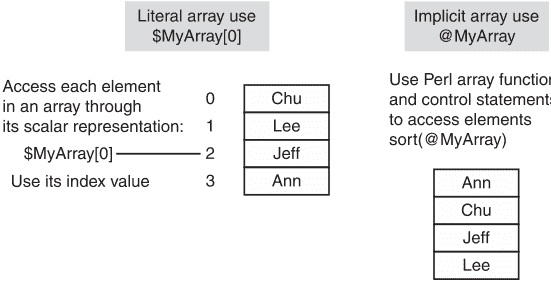 Literal array use
$MyArray[0]
Implicit array use
@MyArray
Access each element
in an array through
its scalar representation:
$MyArray[0]
Use its index value
0 Chu
1 Lee
2 Jeff
3 Ann
Use Perl array function
and control statements
to access elements
sort(@MyArray)
Ann
Chu
Jeff
Lee